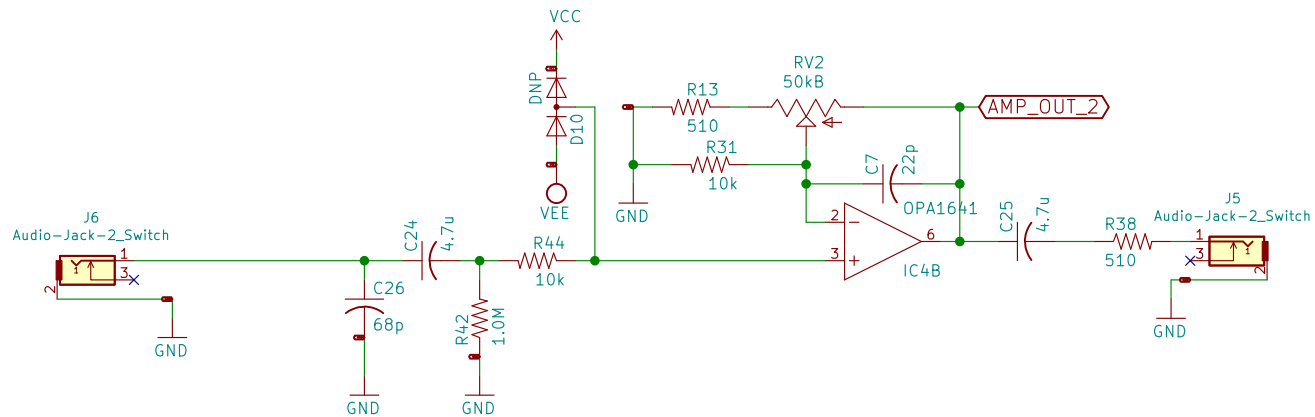 VCC
DNP
D10
VEE
RV2
50kB
R13
510
R31
10k
GND
C7
22p
AMP_OUT_2
OPA1641
2
3
6
IC4B
C25
4.7u
R38
510
J5
Audio-Jack-2_Switch
1
3
2
1
GND
J6
Audio-Jack-2_Switch
1
3
2
1
GND
C24
4.7u
R44
10k
C26
68p
R42
1.0M
GND
GND